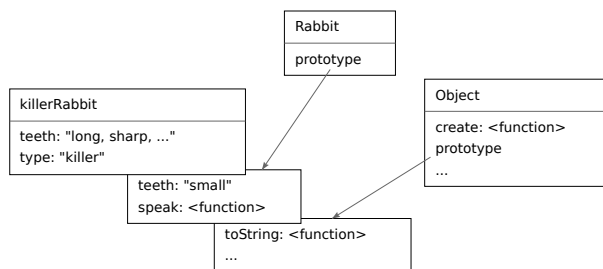 Rabbit
prototype
killerRabbit
teeth: "long, sharp, ..."
type: "killer"
Object
create: <function>
prototype
...
teeth: "small"
speak: <function>
toString: <function>
...